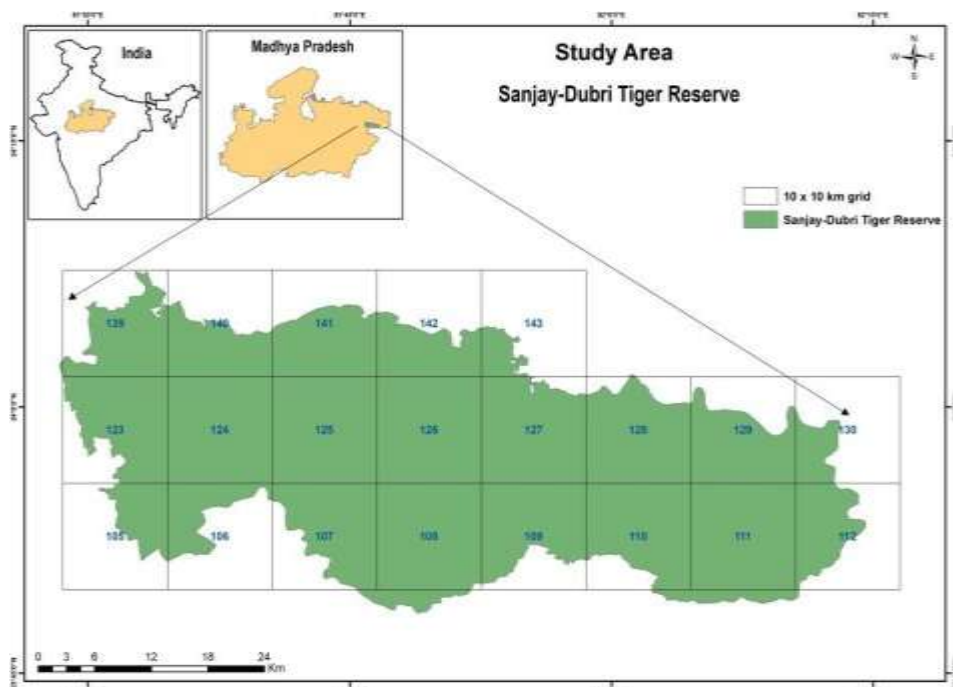 India
Madhya Pradesh
Study Area
Sanjay-Dubri Tiger Reserve
N
W E
S
10 x 10 km grid
Sanjay-Dubri Tiger Reserve
139 140 141 142 143
123 124 125 126 127 128 129 130
105 106 107 108 109 110 111 112
0 3 6 12 18 24
Km